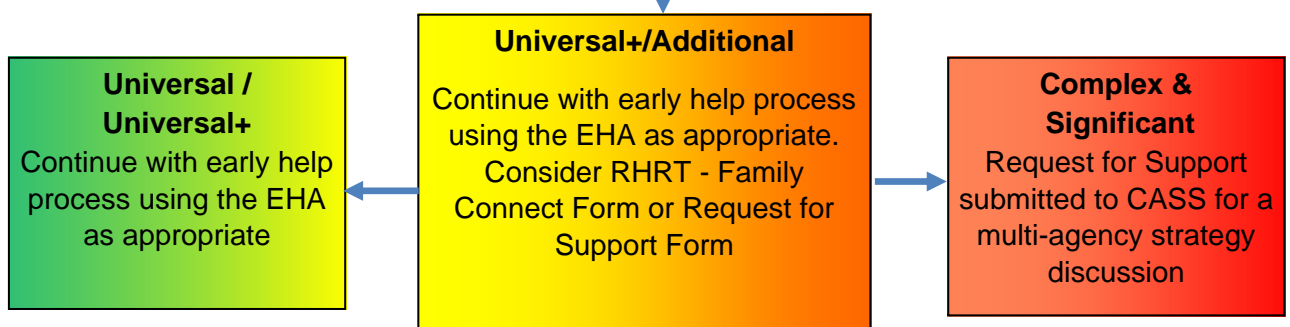 Universal /
Universal+
Continue with early help
process using the EHA
as appropriate
Universal+/Additional
Continue with early help process
using the EHA as appropriate.
Consider RHRT - Family
Connect Form or Request for
Support Form
Complex &
Significant
Request for Support
submitted to CASS for a
multi-agency strategy
discussion